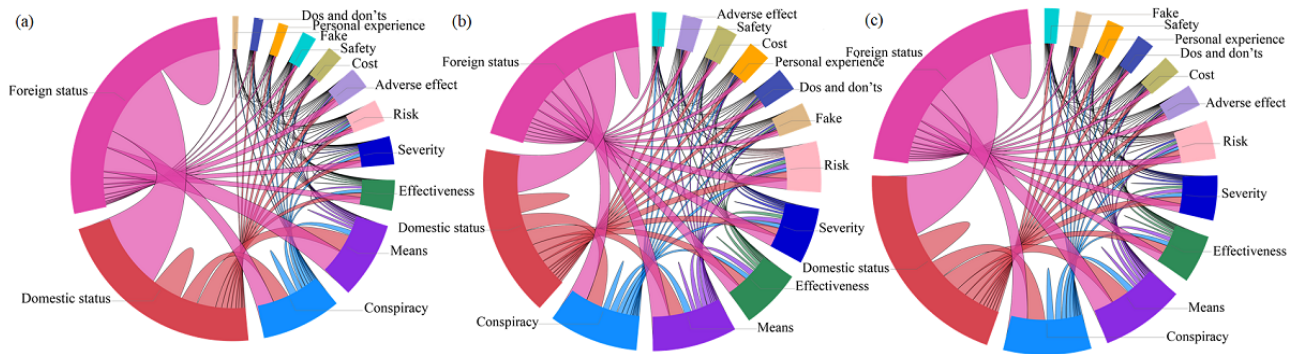 (a)
Dos and don'ts
Personal experience
Fake
Safety
Cost
Adverse effect
Risk
Severity
Effectiveness
Means
Conspiracy
Domestic status
Foreign status
(b)
Adverse effect
Safety
Cost
Personal experience
Dos and don'ts
Fake
Risk
Severity
Effectiveness
Means
Conspiracy
Domestic status
Foreign status
(c)
Fake
Safety
Personal experience
Dos and don'ts
Cost
Adverse effect
Risk
Severity
Effectiveness
Means
Conspiracy
Domestic status
Foreign status